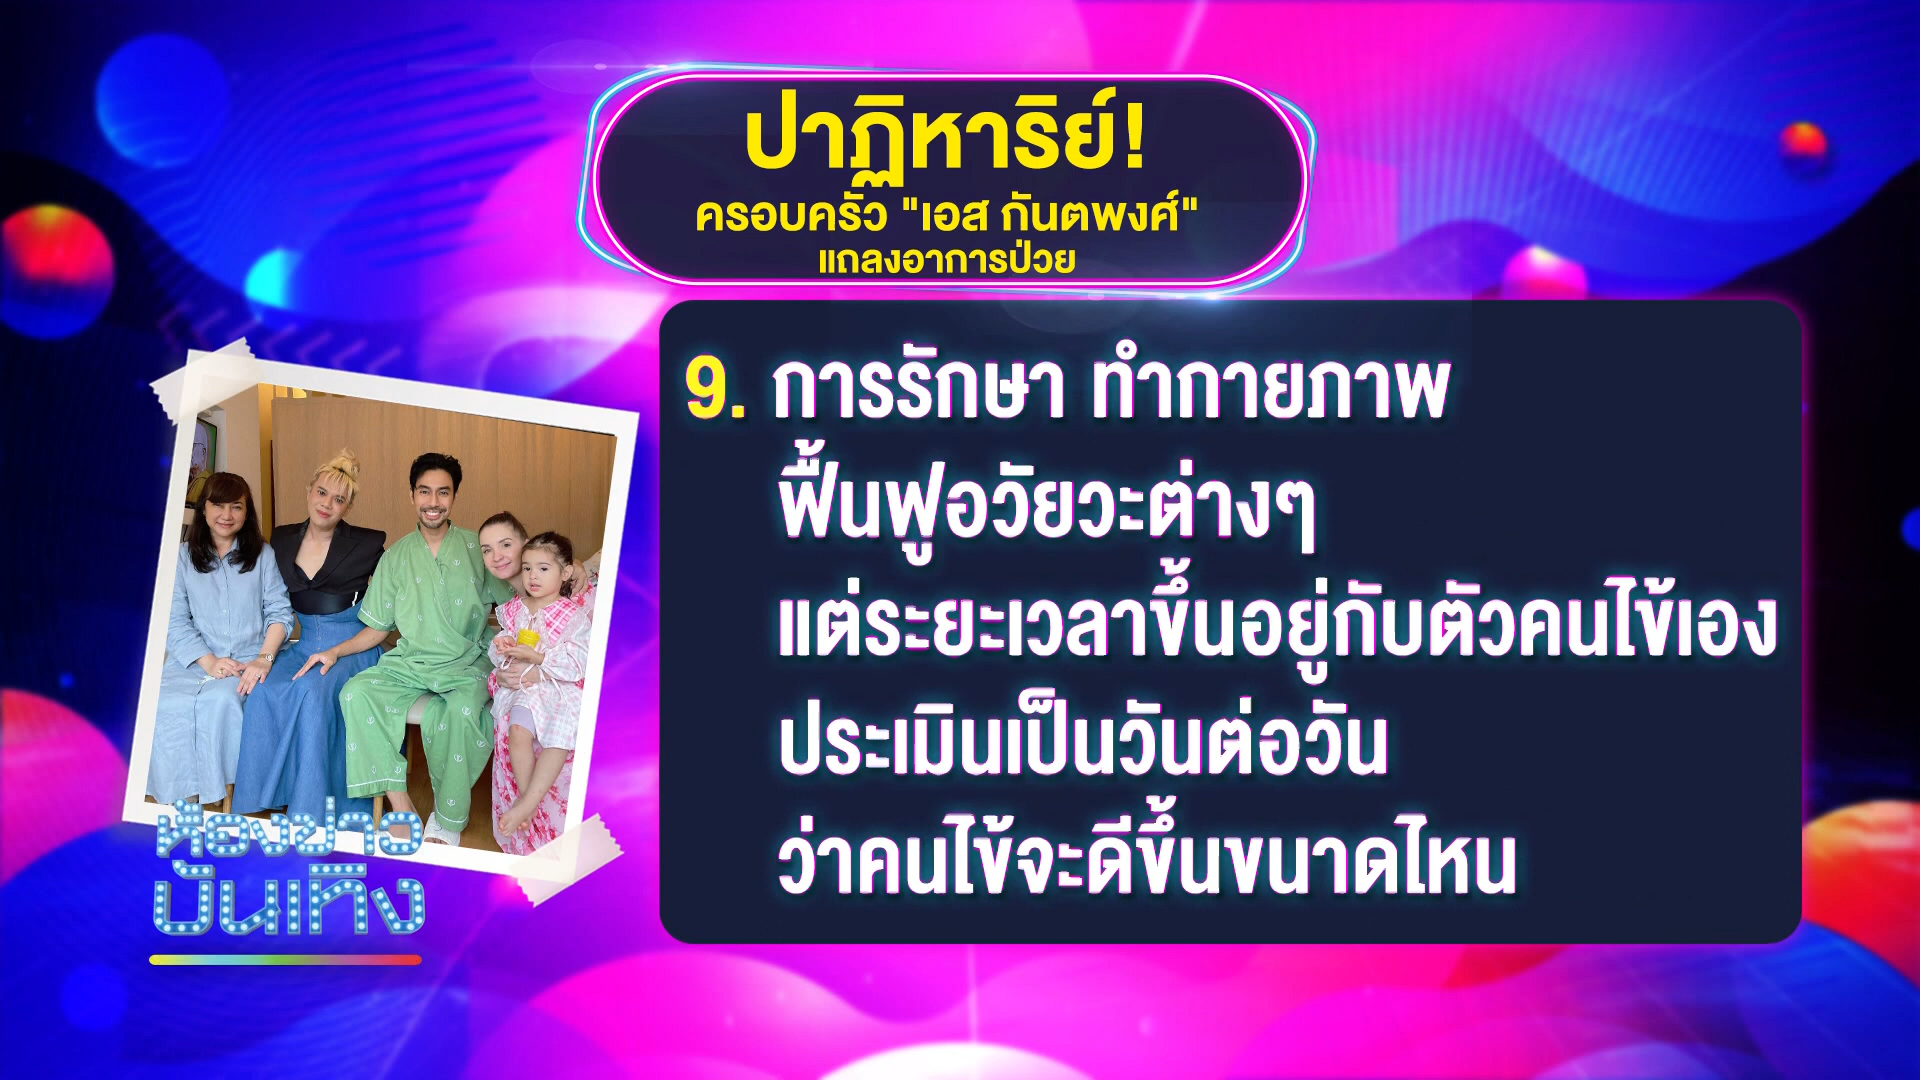 ปาฏิหาริย์!
ครอบครัว "เอส กันตพงศ์"
แถลงอาการป่วย
9. การรักษา ทำกายภาพ
ฟื้นฟูอวัยวะต่างๆ
แต่ระยะเวลาขึ้นอยู่กับตัวคนไข้เอง
ประเมินเป็นวันต่อวัน
ว่าคนไข้จะดีขึ้นขนาดไหน
ห้องข่าว
บันเทิง